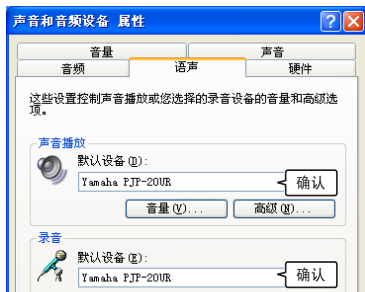 声音和音频设备 属性
音量 声音
音频 语声 硬件
这些设置控制声音播放或您选择的录音设备的音量和高级选
项。
声音播放
默认设备(D):
Yamaha PJP-20UR 确认
音量(V)... 高级(N)...
录音
默认设备(E):
Yamaha PJP-20UR 确认